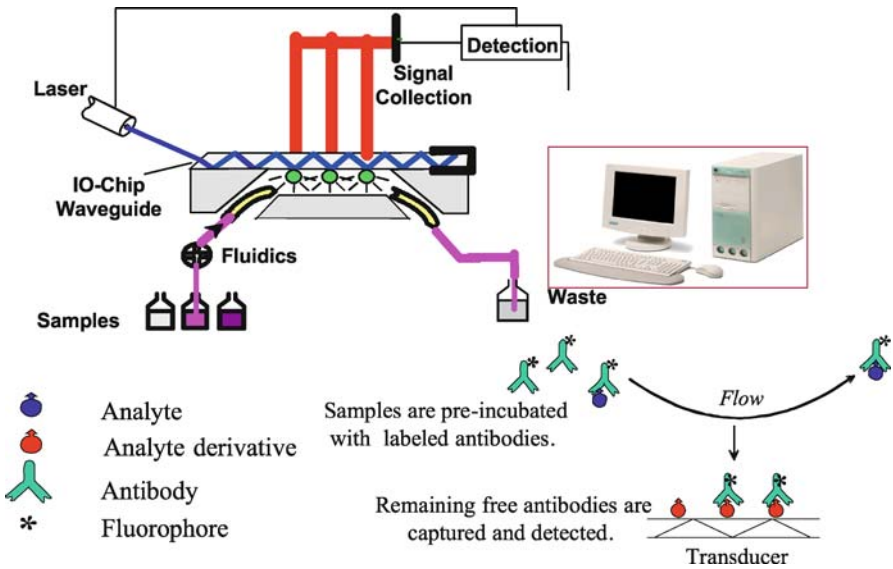 Detection
Signal
Collection
Laser
IO-Chip
Waveguide
Fluidics
Samples
Waste
Analyte
Analyte derivative
Antibody
* Fluorophore
Samples are pre-incubated
with labeled antibodies.
Flow
Remaining free antibodies are
captured and detected.
Transducer